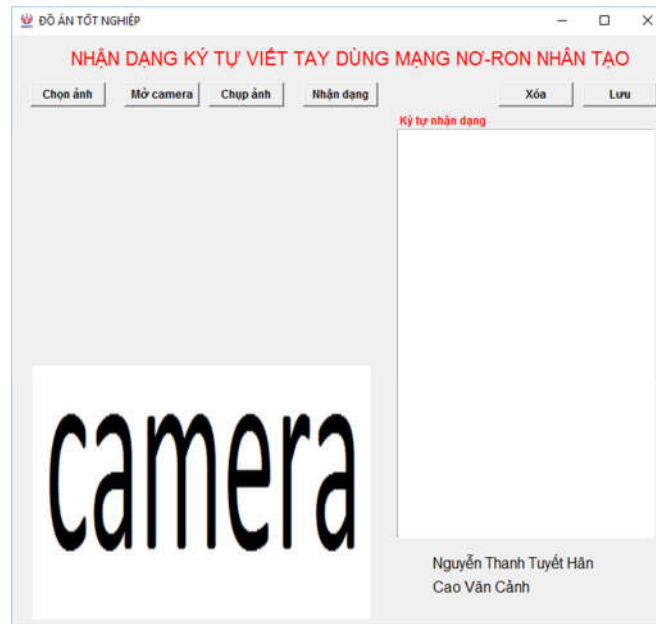 ĐỒ ÁN TỐT NGHIỆP
NHẬN DẠNG KÝ TỰ VIẾT TAY DÙNG MẠNG NƠ-RON NHÂN TẠO
Chọn ảnh Mở camera Chụp ảnh Nhận dạng Xóa Lưu
Ký tự nhận dạng
camera
Nguyễn Thanh Tuyết Hân
Cao Văn Cảnh